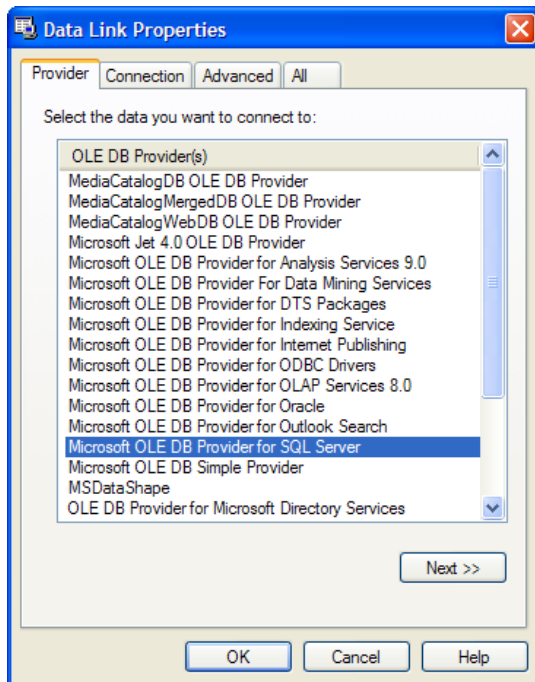 Data Link Properties
Provider Connection Advanced All
Select the data you want to connect to:
OLE DB Provider(s)
MediaCatalogDB OLE DB Provider
MediaCatalogMergedDB OLE DB Provider
MediaCatalogWebDB OLE DB Provider
Microsoft Jet 4.0 OLE DB Provider
Microsoft OLE DB Provider for Analysis Services 9.0
Microsoft OLE DB Provider For Data Mining Services
Microsoft OLE DB Provider for DTS Packages
Microsoft OLE DB Provider for Indexing Service
Microsoft OLE DB Provider for Internet Publishing
Microsoft OLE DB Provider for ODBC Drivers
Microsoft OLE DB Provider for OLAP Services 8.0
Microsoft OLE DB Provider for Oracle
Microsoft OLE DB Provider for Outlook Search
Microsoft OLE DB Provider for SQL Server
Microsoft OLE DB Simple Provider
MSDataShape
OLE DB Provider for Microsoft Directory Services
Next >>
OK Cancel Help